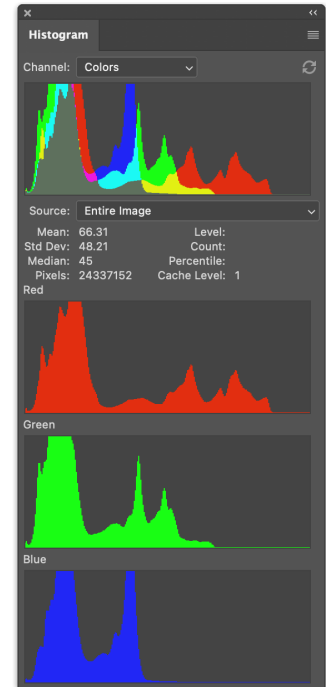 Histogram
Channel: Colors
Source: Entire Image
Mean: 66.31 Level:
Std Dev: 48.21 Count:
Median: 45 Percentile:
Pixels: 24337152 Cache Level: 1
Red
Green
Blue